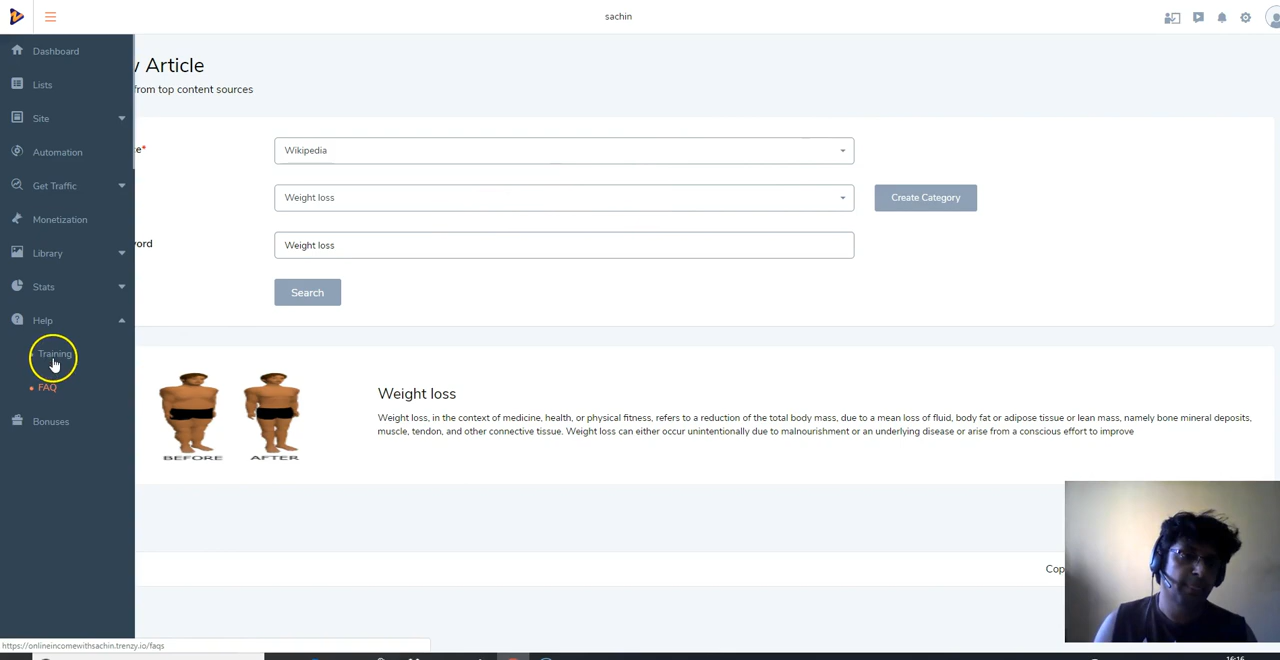 sachin
Dashboard
Lists
Site
Automation
Get Traffic
Monetization
Library
Stats
Help
Training
FAQ
Bonuses
Article
from top content sources
Wikipedia
Weight loss
Create Category
Weight loss
Search
BEFORE AFTER
Weight loss
Weight loss, in the context of medicine, health, or physical fitness, refers to a reduction of the total body mass, due to a mean loss of fluid, body fat or adipose tissue or lean mass, namely bone mineral deposits,
muscle, tendon, and other connective tissue. Weight loss can either occur unintentionally due to malnourishment or an underlying disease or arise from a conscious effort to improve
Cop
https://onlineincomewithsachin.trenzy.io/faqs
16:16